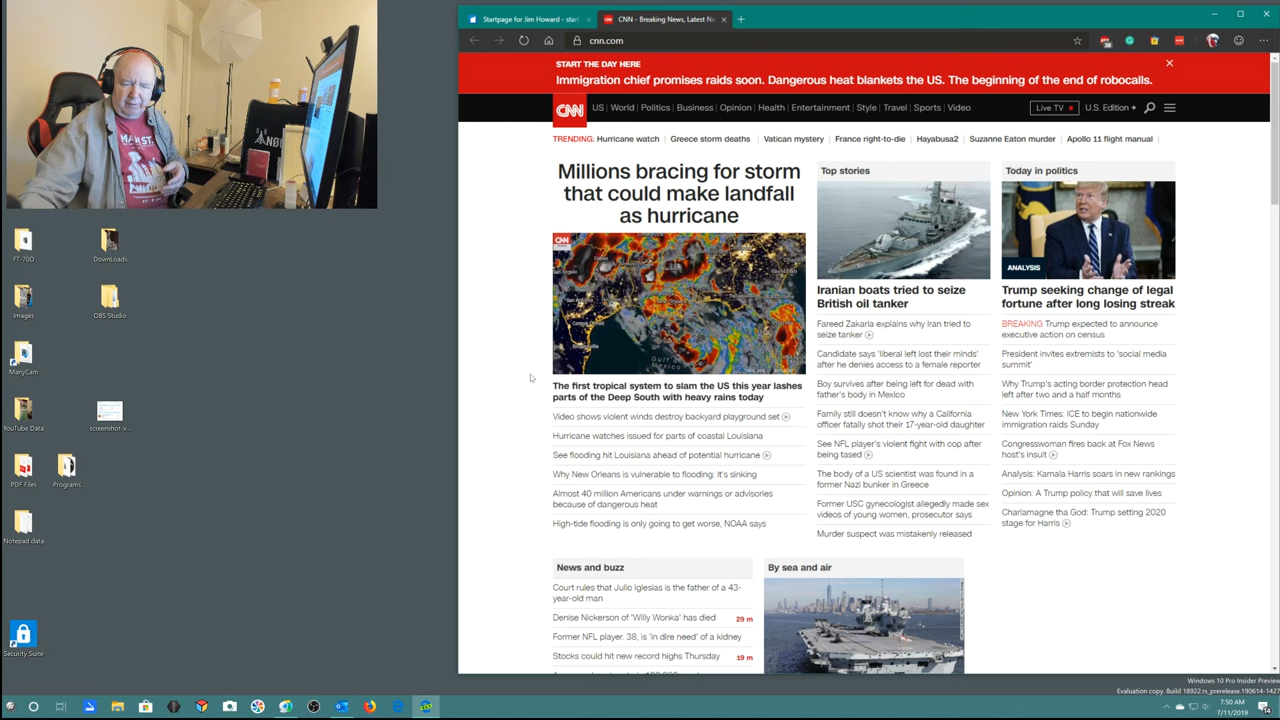 Startpage for Jim Howard - start
CNN - Breaking News, Latest Ne
cnn.com
START THE DAY HERE
Immigration chief promises raids soon. Dangerous heat blankets the US. The beginning of the end of robocalls.
CNN
US World Politics Business Opinion Health Entertainment Style Travel Sports Video
Live TV
U.S. Edition +
TRENDING: Hurricane watch Greece storm deaths Vatican mystery France right-to-die Hayabusa2 Suzanne Eaton murder Apollo 11 flight manual
Millions bracing for storm
that could make landfall
as hurricane
CNN
Gulf
The first tropical system to slam the US this year lashes
parts of the Deep South with heavy rains today
Video shows violent winds destroy backyard playground set
Hurricane watches issued for parts of coastal Louisiana
See flooding hit Louisiana ahead of potential hurricane
Why New Orleans is vulnerable to flooding: It's sinking
Almost 40 million Americans under warnings or advisories
because of dangerous heat
High-tide flooding is only going to get worse, NOAA says
Top stories
Iranian boats tried to seize
British oil tanker
Fareed Zakaria explains why Iran tried to
seize tanker
Candidate says 'liberal left lost their minds'
after he denies access to a female reporter
Boy survives after being left for dead with
father's body in Mexico
Family still doesn't know why a California
officer fatally shot their 17-year-old daughter
See NFL player's violent fight with cop after
being tased
The body of a US scientist was found in a
former Nazi bunker in Greece
Former USC gynecologist allegedly made sex
videos of young women, prosecutor says
Murder suspect was mistakenly released
Today in politics
ANALYSIS
Trump seeking change of legal
fortune after long losing streak
BREAKING Trump expected to announce
executive action on census
President invites extremists to 'social media
summit'
Why Trump's acting border protection head
left after two and a half months
New York Times: ICE to begin nationwide
immigration raids Sunday
Congresswoman fires back at Fox News
host's insult
Analysis: Kamala Harris soars in new rankings
Opinion: A Trump policy that will save lives
Charlamagne tha God: Trump setting 2020
stage for Harris
News and buzz
Court rules that Julio Iglesias is the father of a 43-
year-old man
Denise Nickerson of 'Willy Wonka' has died 29 m
Former NFL player, 38, is 'in dire need' of a kidney
Stocks could hit new record highs Thursday 19 m
By sea and air
FT-70D
DownLoads
Images
OBS Studio
ManyCam
YouTube Data
screenshot-v...
PDF Files
Programs
Notepad data
Security Suite
Windows 10 Pro Insider Preview
Evaluation copy. Build 18922.rs_prerelease.190614-1427
7:50 AM
7/11/2019
14